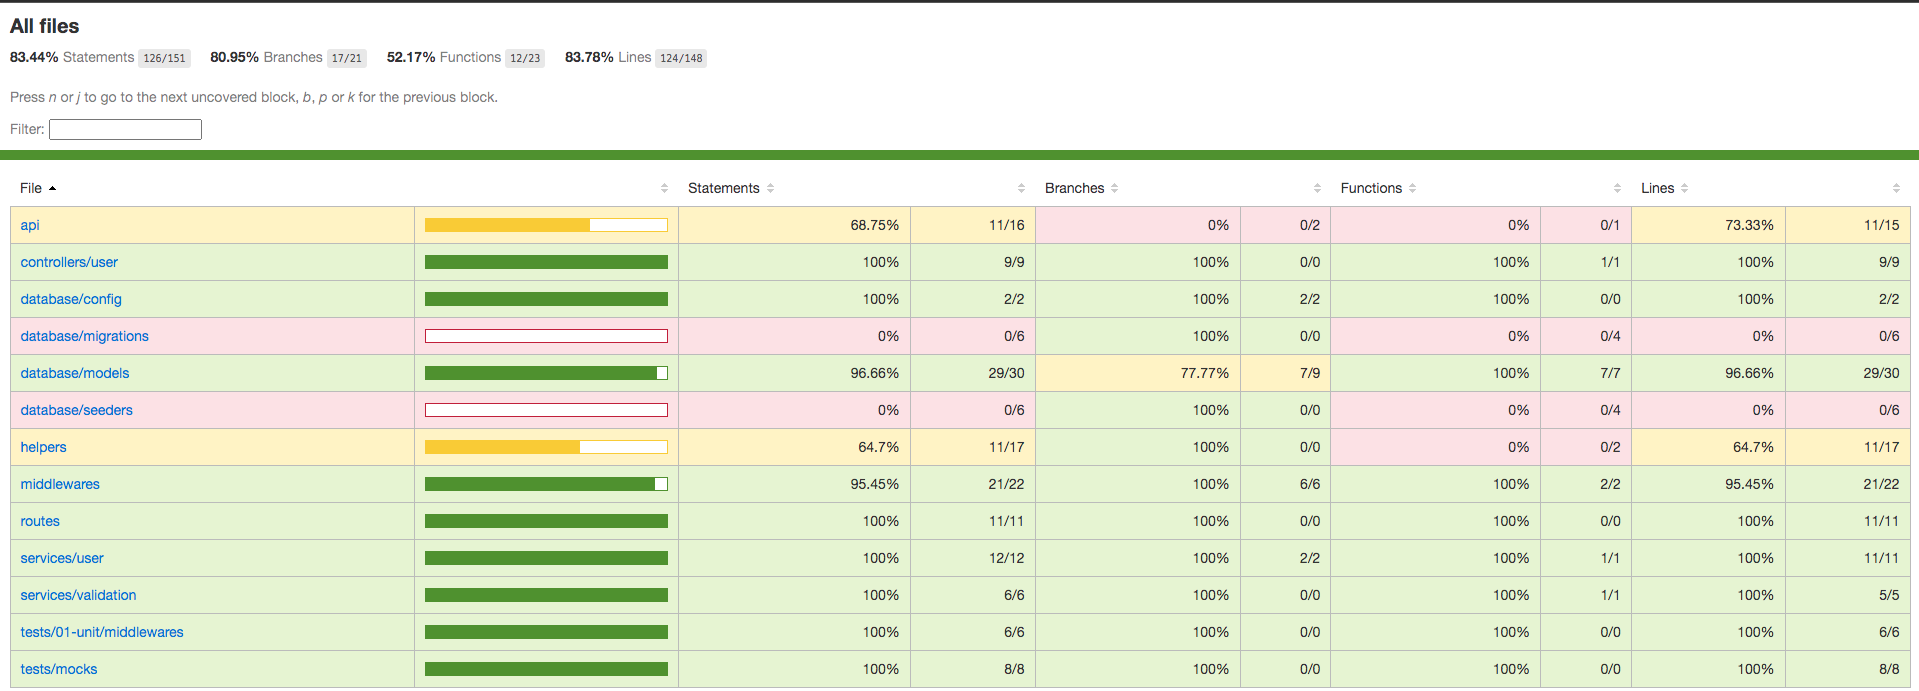 All files
83.44% Statements 126/151 80.95% Branches 17/21 52.17% Functions 12/23 83.78% Lines 124/148
Press n or j to go to the next uncovered block, b, p or k for the previous block.
Filter:
File Statements Branches Functions Lines
api 68.75% 11/16 0% 0/2 0% 0/1 73.33% 11/15
controllers/user 100% 9/9 100% 0/0 100% 1/1 100% 9/9
database/config 100% 2/2 100% 2/2 100% 0/0 100% 2/2
database/migrations 0% 0/6 100% 0/0 0% 0/4 0% 0/6
database/models 96.66% 29/30 77.77% 7/9 100% 7/7 96.66% 29/30
database/seeders 0% 0/6 100% 0/0 0% 0/4 0% 0/6
helpers 64.7% 11/17 100% 0/0 0% 0/2 64.7% 11/17
middlewares 95.45% 21/22 100% 6/6 100% 2/2 95.45% 21/22
routes 100% 11/11 100% 0/0 100% 0/0 100% 11/11
services/user 100% 12/12 100% 2/2 100% 1/1 100% 11/11
services/validation 100% 6/6 100% 0/0 100% 1/1 100% 5/5
tests/01-unit/middlewares 100% 6/6 100% 0/0 100% 0/0 100% 6/6
tests/mocks 100% 8/8 100% 0/0 100% 0/0 100% 8/8